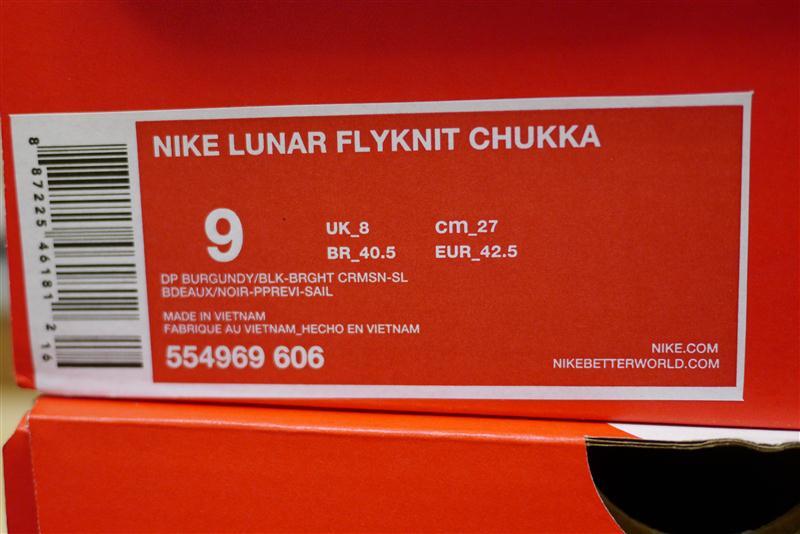 NIKE LUNAR FLYKNIT CHUKKA
9
UK_8 cm_27
BR_40.5 EUR_42.5
DP BURGUNDY/BLK-BRGHT CRMSN-SL
BDEAUX/NOIR-PPREVI-SAIL
MADE IN VIETNAM
FABRIQUE AU VIETNAM_HECHO EN VIETNAM
554969 606
NIKE.COM
NIKEBETTERWORLD.COM
8 87225 46181 2 16